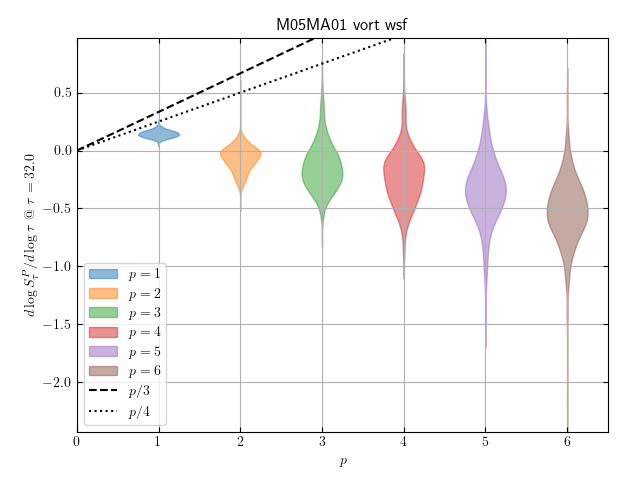 M05MA01 vort wsf
d log S_τ^P / d log τ @ τ = 32.0
0.5
0.0
−0.5
−1.0
−1.5
−2.0
p = 1
p = 2
p = 3
p = 4
p = 5
p = 6
p/3
p/4
0 1 2 3 4 5 6
p